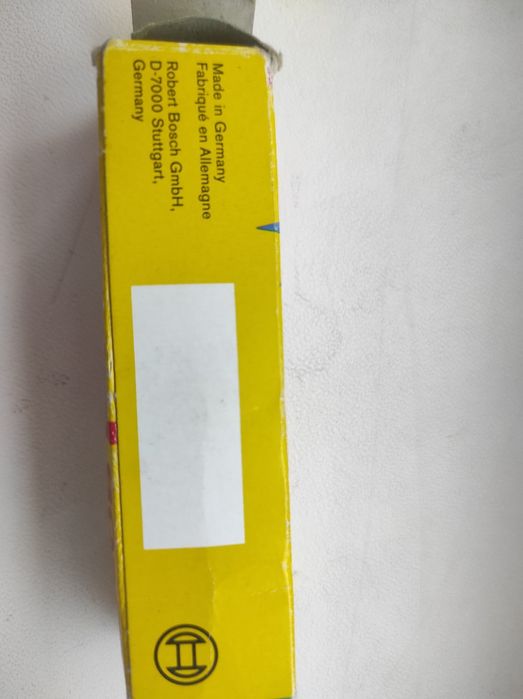 Made in Germany
Fabriqué en Allemagne
Robert Bosch GmbH,
D-7000 Stuttgart,
Germany